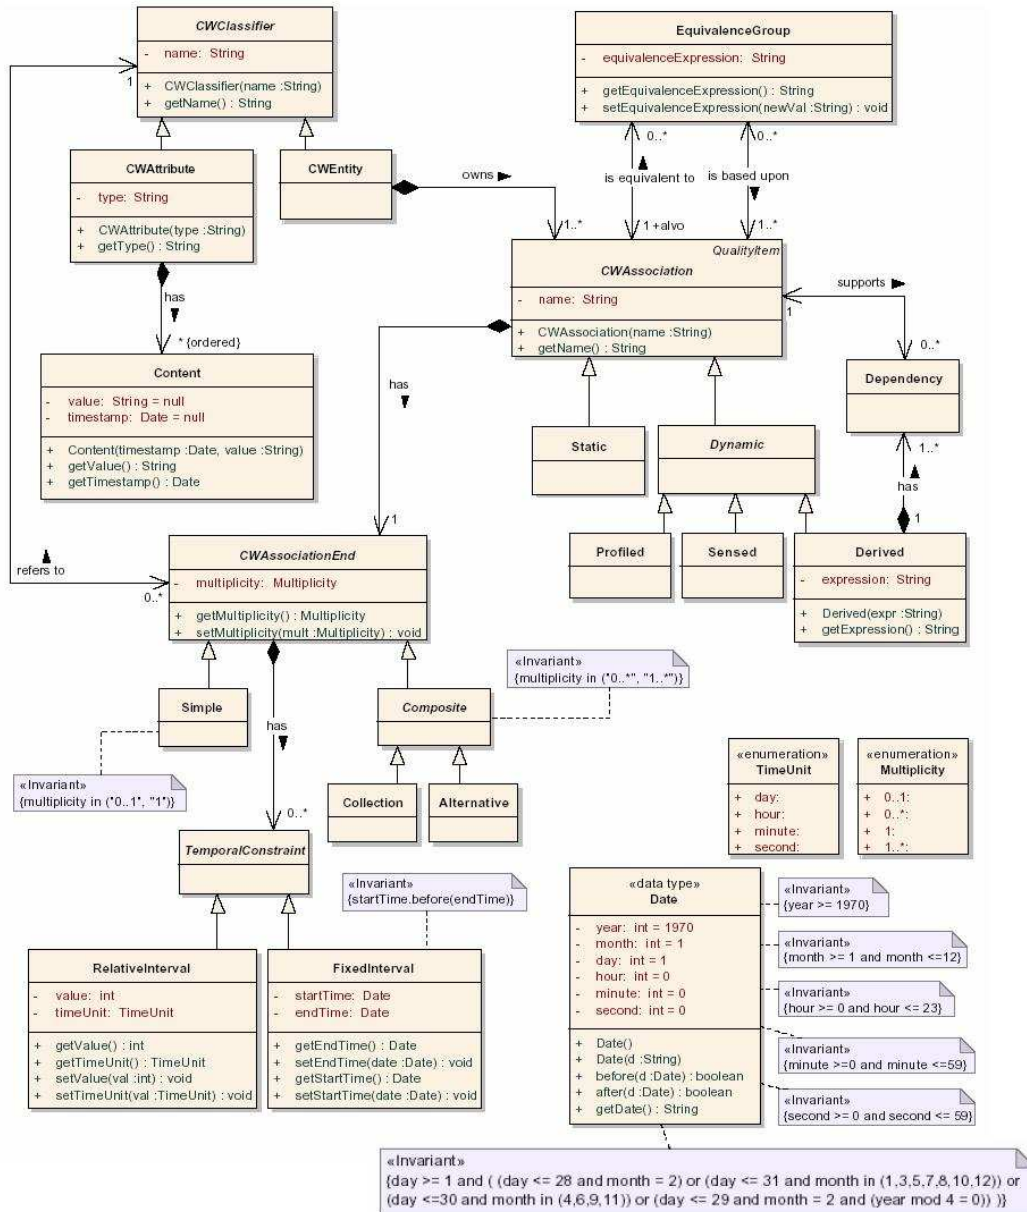 CWClassifier
- name: String
+ CWClassifier(name :String)
+ getName() : String
1
EquivalenceGroup
- equivalenceExpression: String
+ getEquivalenceExpression() : String
+ setEquivalenceExpression(newVal :String) : void
0..*
0..*
is equivalent to
is based upon
1 +alvo
1..*
CWAttribute
- type: String
+ CWAttribute(type :String)
+ getType() : String
CWEntity
owns
1..*
has
* {ordered}
QualityItem
CWAssociation
- name: String
+ CWAssociation(name :String)
+ getName() : String
supports
1
0..*
Content
- value: String = null
- timestamp: Date = null
+ Content(timestamp :Date, value :String)
+ getValue() : String
+ getTimestamp() : Date
has
1
Dependency
1..*
has
1
Static
Dynamic
Profiled
Sensed
Derived
- expression: String
+ Derived(expr :String)
+ getExpression() : String
refers to
0..*
CWAssociationEnd
- multiplicity: Multiplicity
+ getMultiplicity() : Multiplicity
+ setMultiplicity(mult :Multiplicity) : void
«Invariant»
{multiplicity in ("0..*", "1..*")}
Simple
has
Composite
«Invariant»
{multiplicity in ("0..1", "1")}
0..*
Collection
Alternative
«enumeration»
TimeUnit
+ day:
+ hour:
+ minute:
+ second:
«enumeration»
Multiplicity
+ 0..1:
+ 0..*:
+ 1:
+ 1..*:
TemporalConstraint
«Invariant»
{startTime.before(endTime)}
RelativeInterval
- value: int
- timeUnit: TimeUnit
+ getValue() : int
+ getTimeUnit() : TimeUnit
+ setValue(val :int) : void
+ setTimeUnit(val :TimeUnit) : void
FixedInterval
- startTime: Date
- endTime: Date
+ getEndTime() : Date
+ setEndTime(date :Date) : void
+ getStartTime() : Date
+ setStartTime(date :Date) : void
«data type»
Date
- year: int = 1970
- month: int = 1
- day: int = 1
- hour: int = 0
- minute: int = 0
- second: int = 0
+ Date()
+ Date(d :String)
+ before(d :Date) : boolean
+ after(d :Date) : boolean
+ getDate() : String
«Invariant»
{year >= 1970}
«Invariant»
{month >= 1 and month <=12}
«Invariant»
{hour >= 0 and hour <= 23}
«Invariant»
{minute >=0 and minute <=59}
«Invariant»
{second >= 0 and second <= 59}
«Invariant»
{day >= 1 and ( (day <= 28 and month = 2) or (day <= 31 and month in (1,3,5,7,8,10,12)) or
(day <=30 and month in (4,6,9,11)) or (day <= 29 and month = 2 and (year mod 4 = 0)) )}